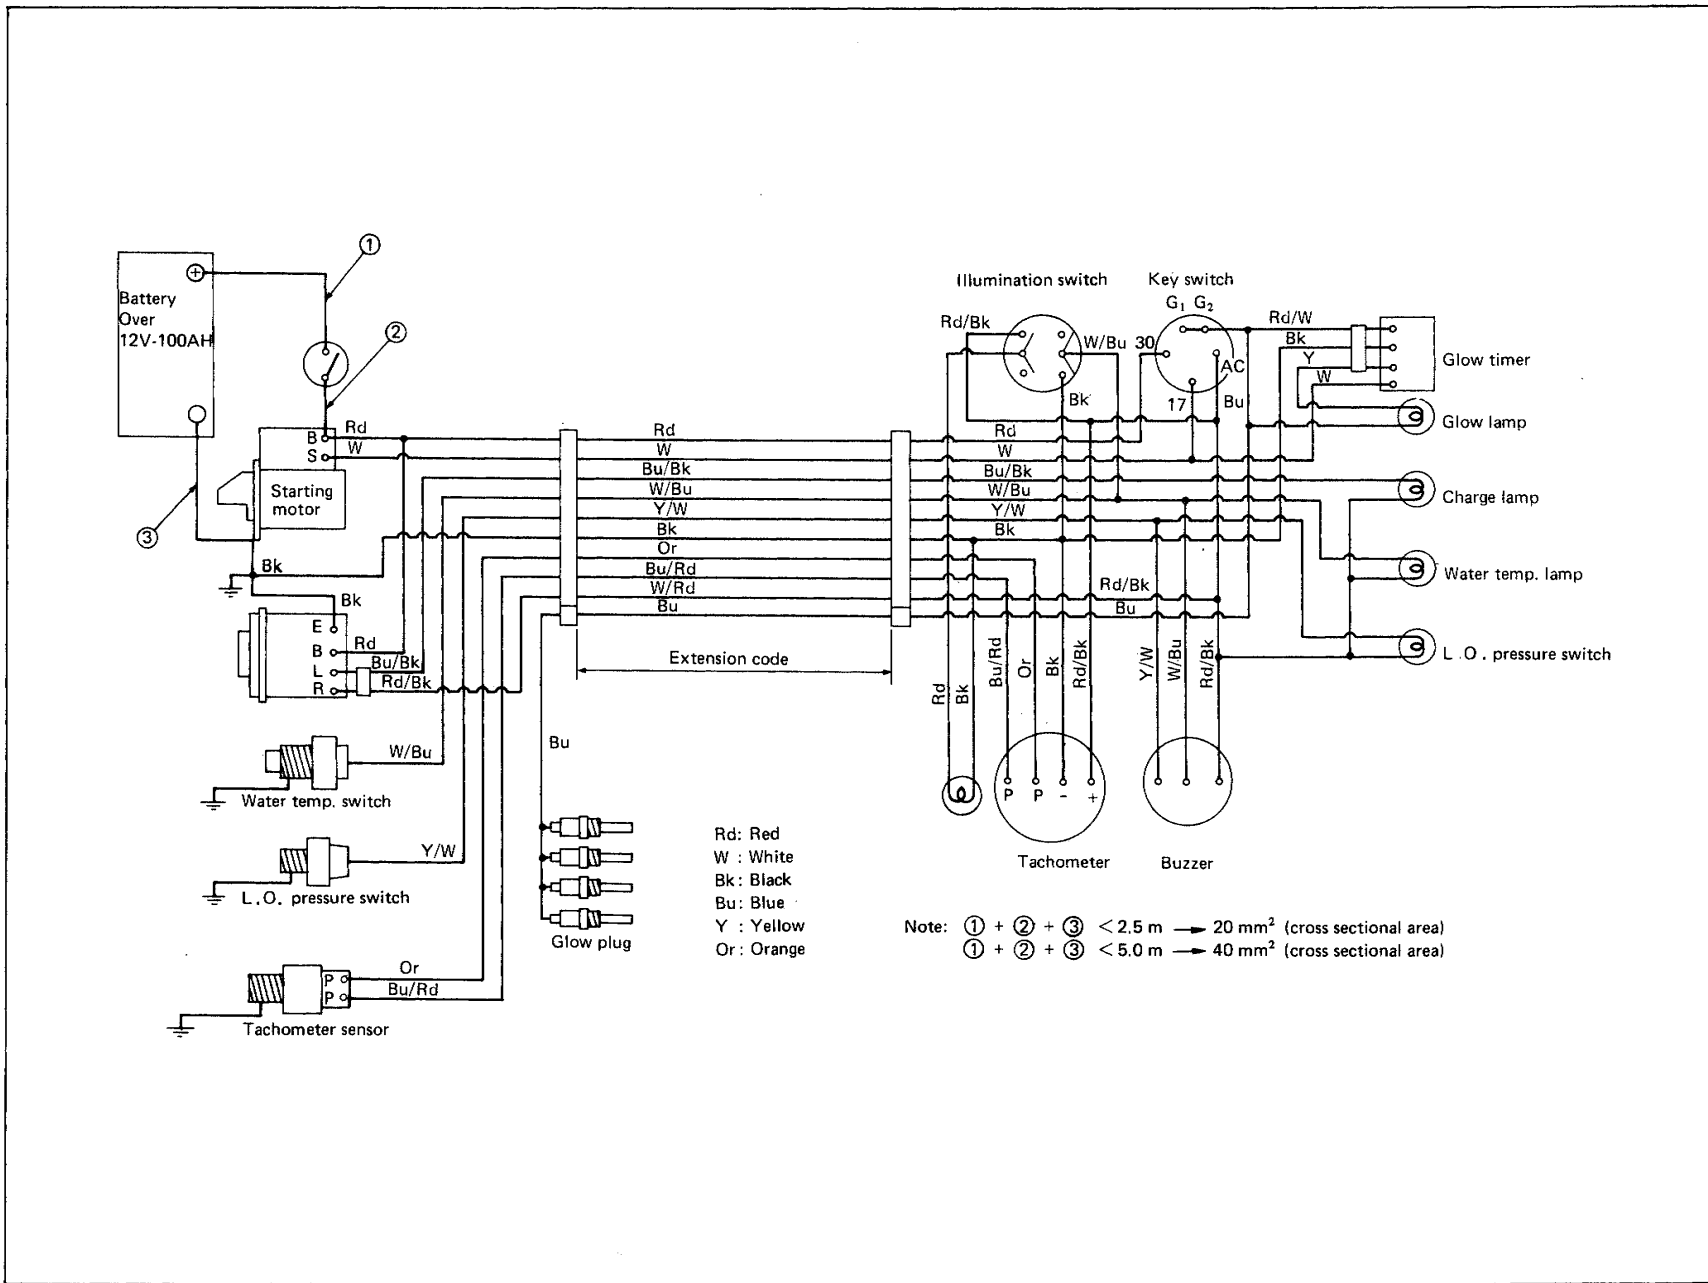 ①
②
③
Battery
Over
12V-100AH
Starting
motor
B
S
Rd
W
Bk
Bk
E
B
L
R
Rd
Bu/Bk
Rd/Bk
W/Bu
Water temp. switch
Y/W
L.O. pressure switch
Or
Bu/Rd
P
P
Tachometer sensor
Rd
W
Bu/Bk
W/Bu
Y/W
Bk
Or
Bu/Rd
W/Rd
Bu
Extension code
Bu
Glow plug
Rd: Red
W : White
Bk: Black
Bu: Blue
Y : Yellow
Or: Orange
Illumination switch
Key switch
G1 G2
Rd/Bk
W/Bu
30
AC
17
Bu
Bk
Rd/W
Bk
Y
W
Glow timer
Glow lamp
Charge lamp
Water temp. lamp
L.O. pressure switch
Rd
W
Bu/Bk
W/Bu
Y/W
Bk
Rd/Bk
Bu
Rd
Bk
Bu/Rd
Or
Bk
Rd/Bk
Y/W
W/Bu
Rd/Bk
P P - +
Tachometer
Buzzer
Note: ① + ② + ③ < 2.5 m → 20 mm² (cross sectional area)
① + ② + ③ < 5.0 m → 40 mm² (cross sectional area)